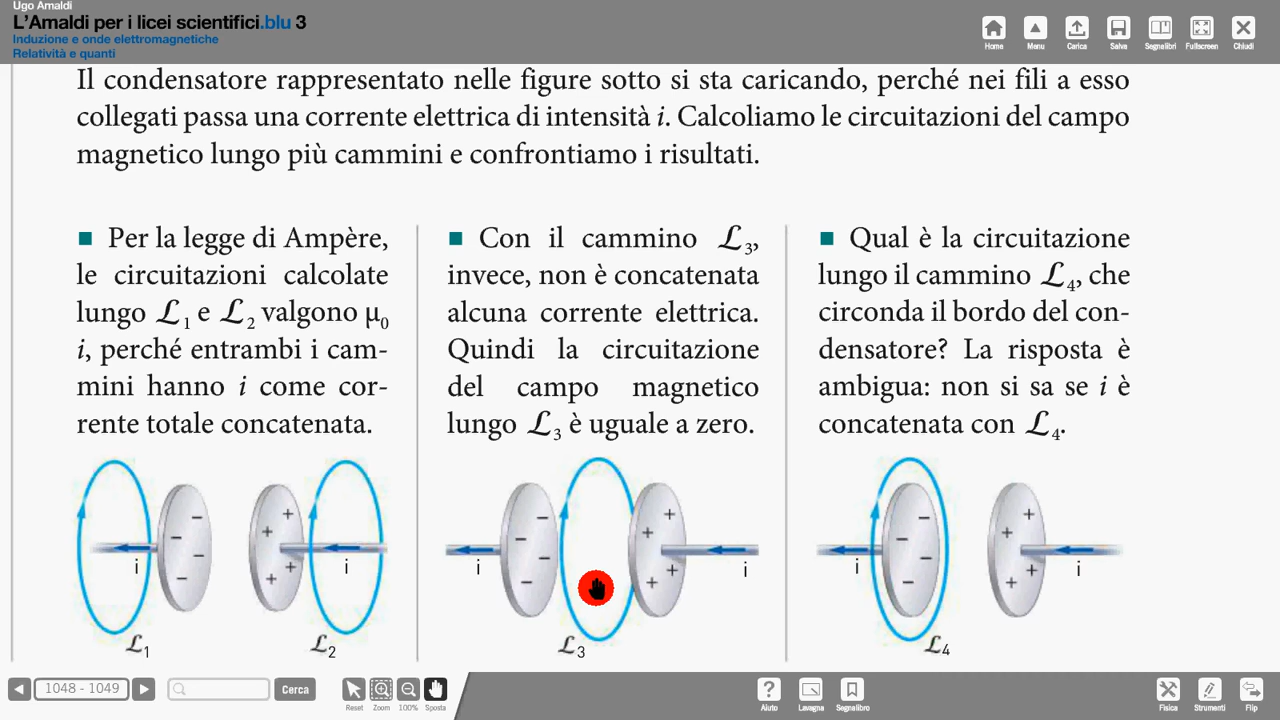 Ugo Amaldi
L'Amaldi per i licei scientifici.blu 3
Induzione e onde elettromagnetiche
Relatività e quanti
Home
Menu
Carica
Salva
Segnalibri
Fullscreen
Chiudi
Il condensatore rappresentato nelle figure sotto si sta caricando, perché nei fili a esso
collegati passa una corrente elettrica di intensità i. Calcoliamo le circuitazioni del campo
magnetico lungo più cammini e confrontiamo i risultati.
■ Per la legge di Ampère,
le circuitazioni calcolate
lungo ℒ₁ e ℒ₂ valgono μ₀
i, perché entrambi i cam-
mini hanno i come cor-
rente totale concatenata.
■ Con il cammino ℒ₃,
invece, non è concatenata
alcuna corrente elettrica.
Quindi la circuitazione
del campo magnetico
lungo ℒ₃ è uguale a zero.
■ Qual è la circuitazione
lungo il cammino ℒ₄, che
circonda il bordo del con-
densatore? La risposta è
ambigua: non si sa se i è
concatenata con ℒ₄.
i
i
ℒ₁
ℒ₂
i
i
ℒ₃
i
i
ℒ₄
1048 - 1049
Cerca
Reset
Zoom
100%
Sposta
Aiuto
Lavagna
Segnalibro
Fisica
Strumenti
Flip